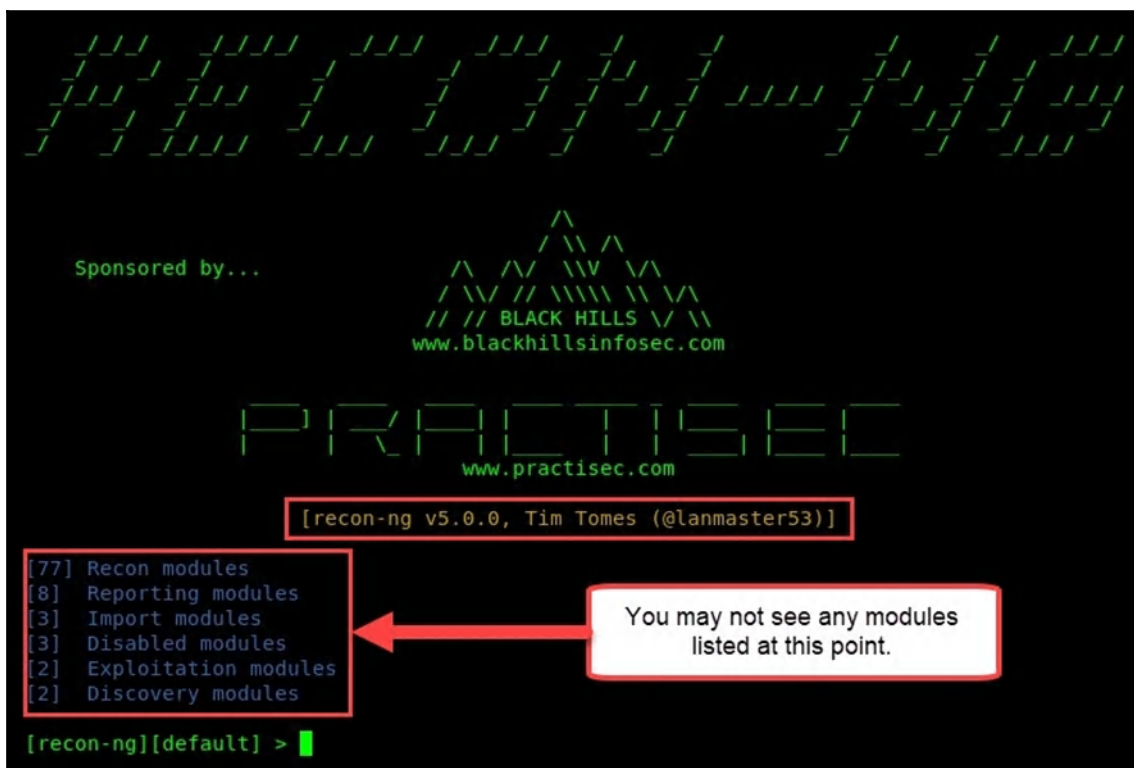 RECON-NG
Sponsored by...
BLACK HILLS
www.blackhillsinfosec.com
PRACTISEC
www.practisec.com
[recon-ng v5.0.0, Tim Tomes (@lanmaster53)]
[77] Recon modules
[8] Reporting modules
[3] Import modules
[3] Disabled modules
[2] Exploitation modules
[2] Discovery modules
You may not see any modules
listed at this point.
[recon-ng][default] >